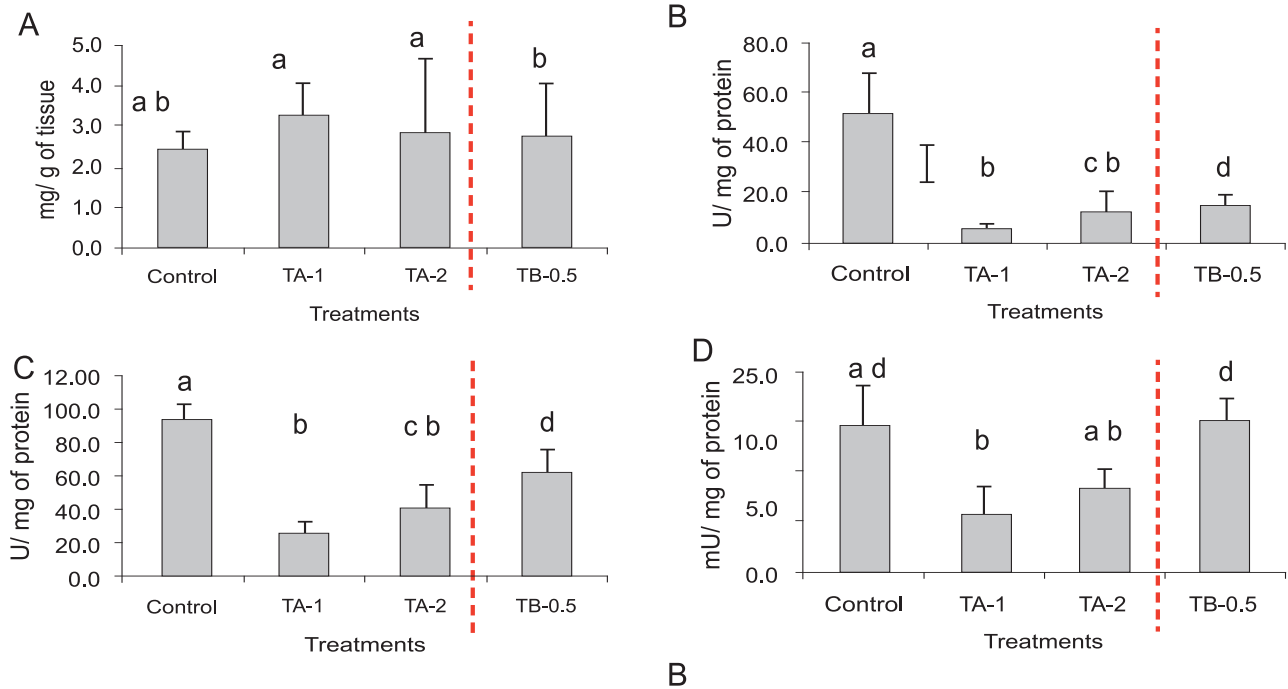 A
mg/ g of tissue
5.0
4.0
3.0
2.0
1.0
0.0
a b
a
a
b
Control
TA-1
TA-2
TB-0.5
Treatments
B
U/ mg of protein
80.0
60.0
40.0
20.0
0.0
a
b
c b
d
Control
TA-1
TA-2
TB-0.5
Treatments
C
U/ mg of protein
12.00
100.0
80.0
60.0
40.0
20.0
0.0
a
b
c b
d
Control
TA-1
TA-2
TB-0.5
Treatments
D
mU/ mg of protein
25.0
10.0
5.0
0.0
a d
b
a b
d
Control
TA-1
TA-2
TB-0.5
Treatments
B